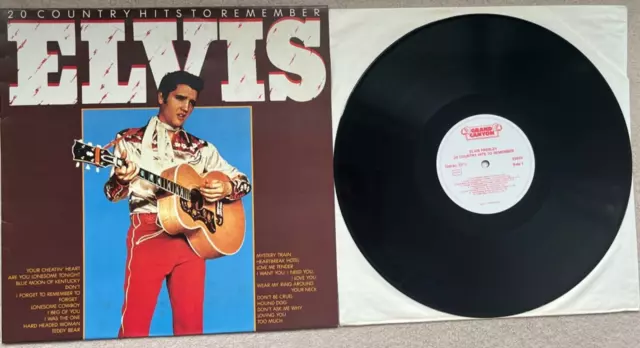 20 COUNTRY HITS TO REMEMBER
ELVIS
YOUR CHEATIN' HEART
ARE YOU LONESOME TONIGHT
BLUE MOON OF KENTUCKY
DON'T
I FORGET TO REMEMBER TO
FORGET
LONESOME COWBOY
I BEG OF YOU
I WAS THE ONE
HARD HEADED WOMAN
TEDDY BEAR
MYSTERY TRAIN
HEARTBREAK HOTEL
LOVE ME TENDER
I WANT YOU I NEED YOU
I LOVE YOU
WEAR MY RING AROUND
YOUR NECK
DON'T BE CRUEL
HOUND DOG
DON'T ASK ME WHY
LOVING YOU
TOO MUCH
GRAND
CANYON
ELVIS PRESLEY
20 COUNTRY HITS TO REMEMBER
Side 1